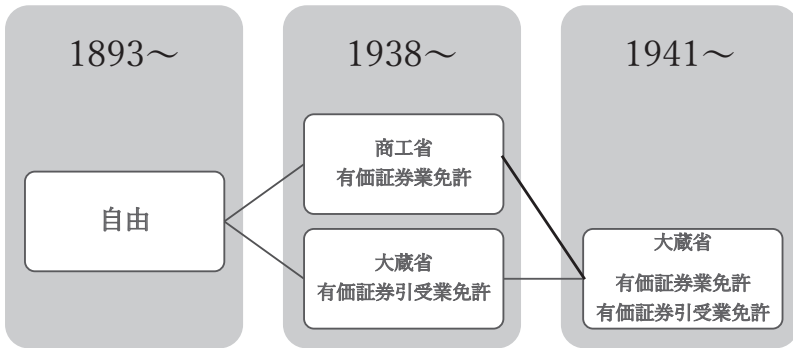 1893〜
自由
1938〜
商工省
有価証券業免許
大蔵省
有価証券引受業免許
1941〜
大蔵省
有価証券業免許
有価証券引受業免許